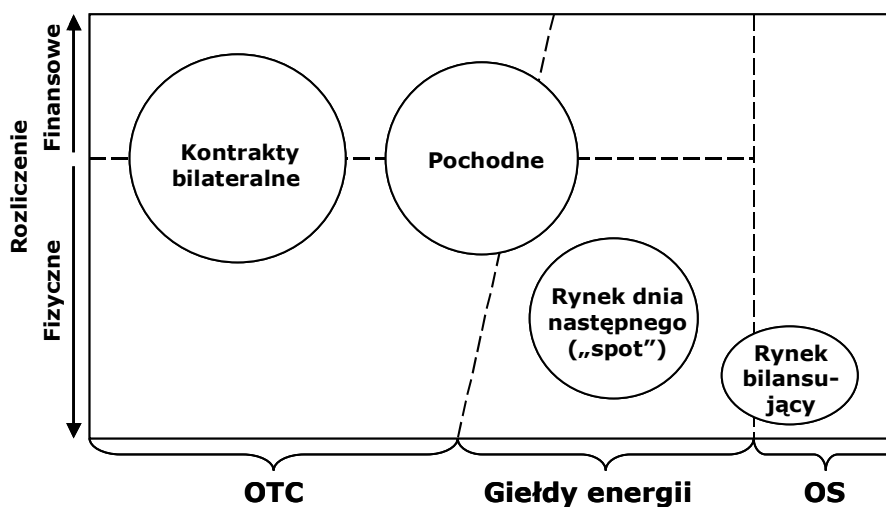 Rozliczenie
Finansowe
Fizyczne
Kontrakty
bilateralne
Pochodne
Rynek dnia
następnego
(„spot”)
Rynek
bilansu-
jący
OTC
Giełdy energii
OS